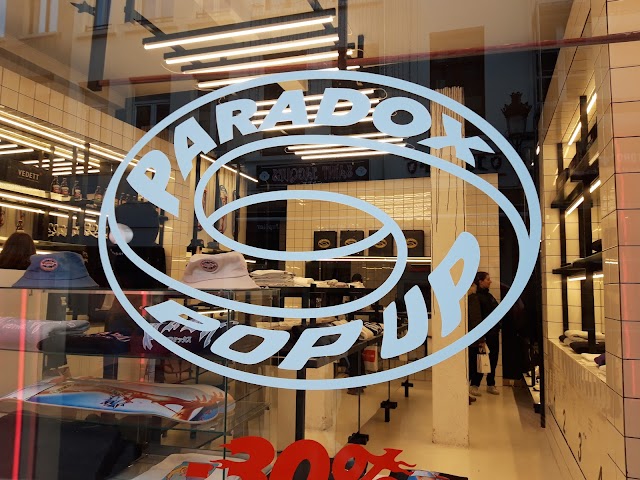 PARADOX
POP UP
VEDETT
-30%